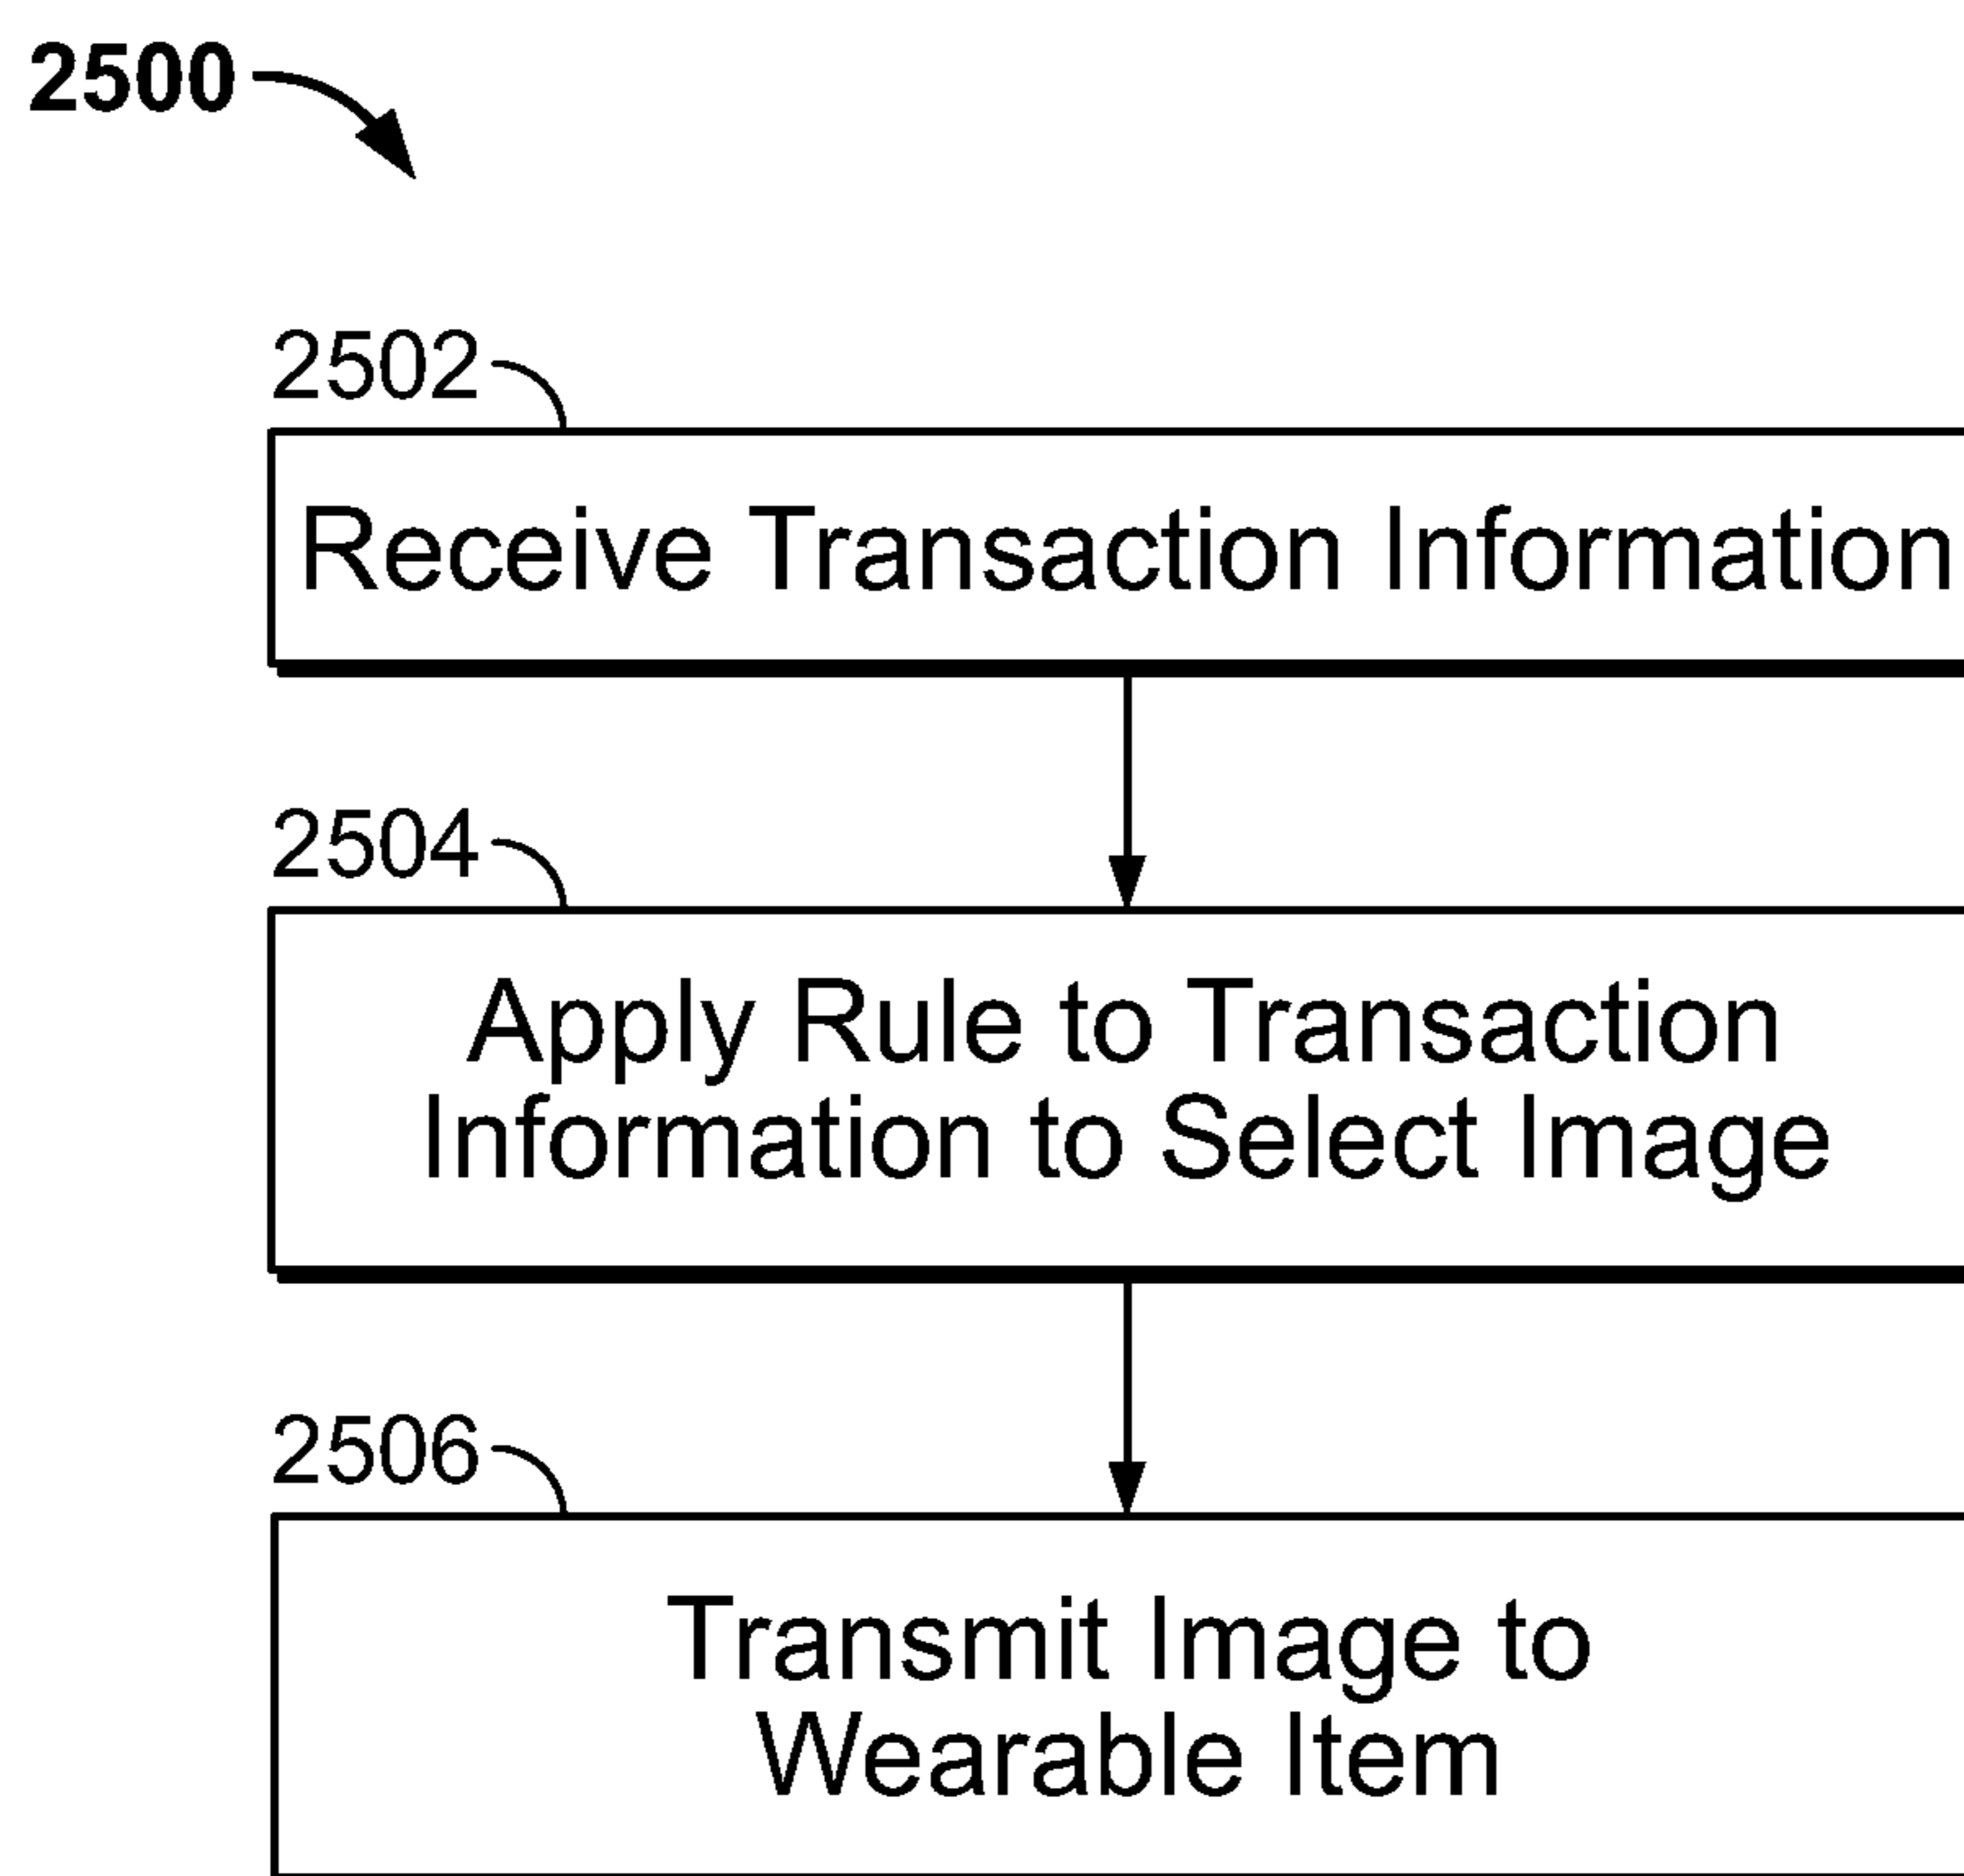 2500
2502
Receive Transaction Information
2504
Apply Rule to Transaction
Information to Select Image
2506
Transmit Image to
Wearable Item